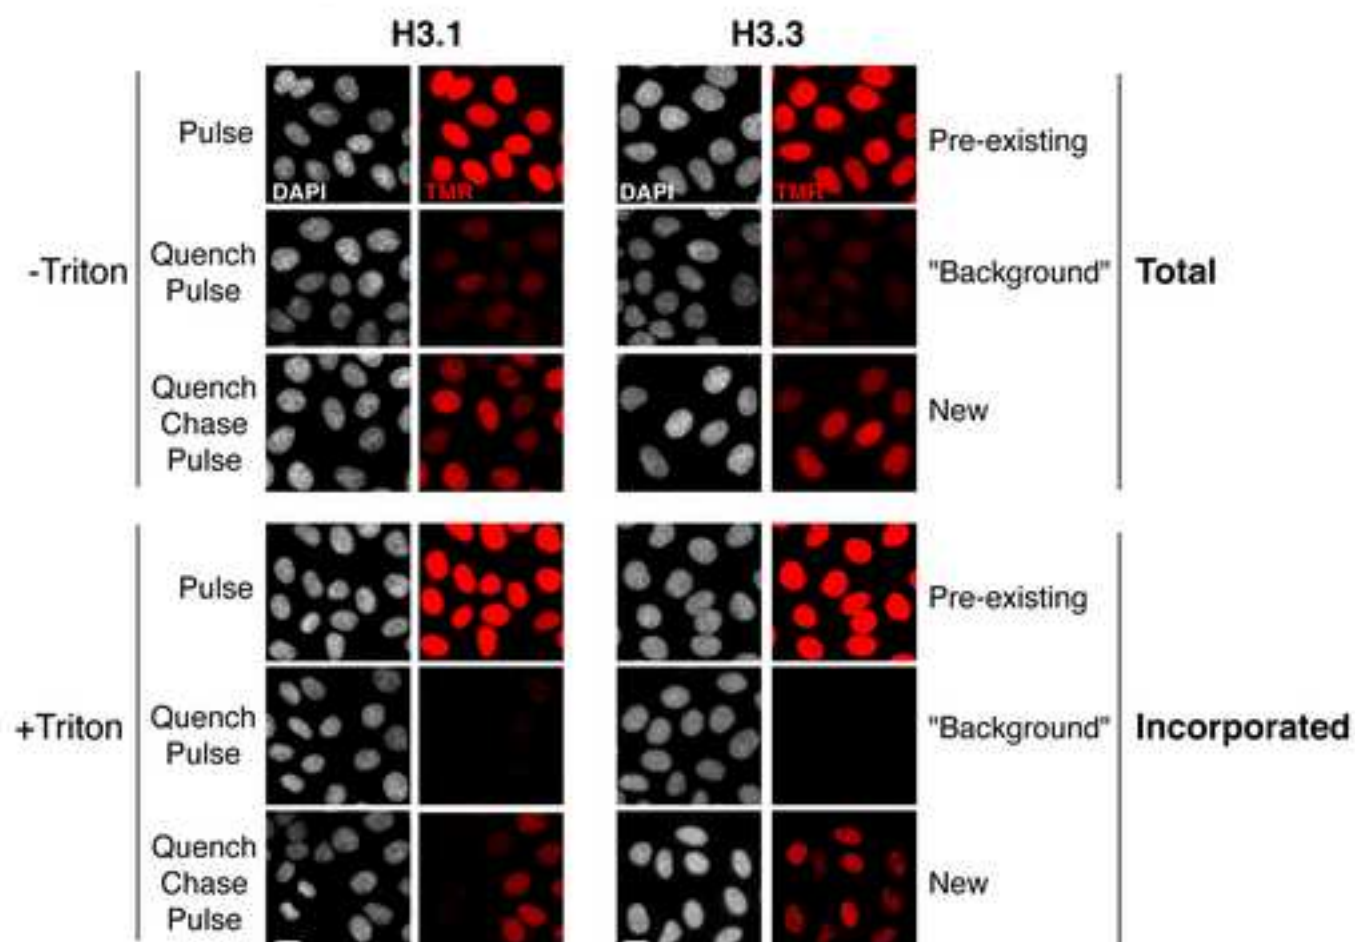 H3.1 H3.3
Pulse DAPI TMR DAPI TMR Pre-existing
-Triton Quench
Pulse "Background" Total
Quench
Chase
Pulse New
Pulse Pre-existing
+Triton Quench
Pulse "Background" Incorporated
Quench
Chase
Pulse New